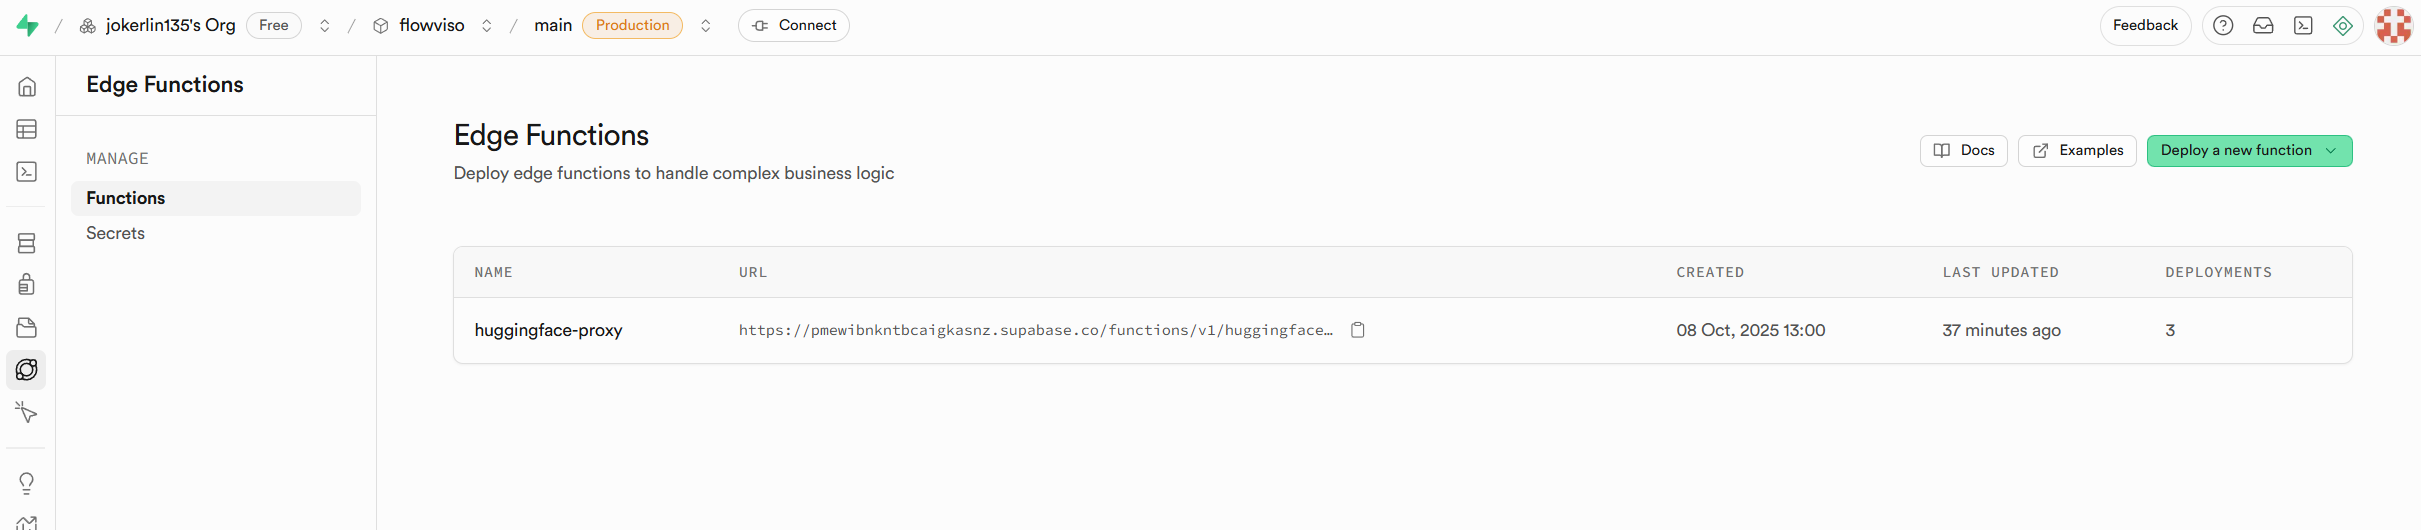 / jokerlin135's Org Free / flowviso / main Production Connect Feedback
Edge Functions
MANAGE
Functions
Secrets
Edge Functions
Deploy edge functions to handle complex business logic
Docs Examples Deploy a new function
NAME URL CREATED LAST UPDATED DEPLOYMENTS
huggingface-proxy https://pmewibnkntbcaigkasnz.supabase.co/functions/v1/huggingface… 08 Oct, 2025 13:00 37 minutes ago 3